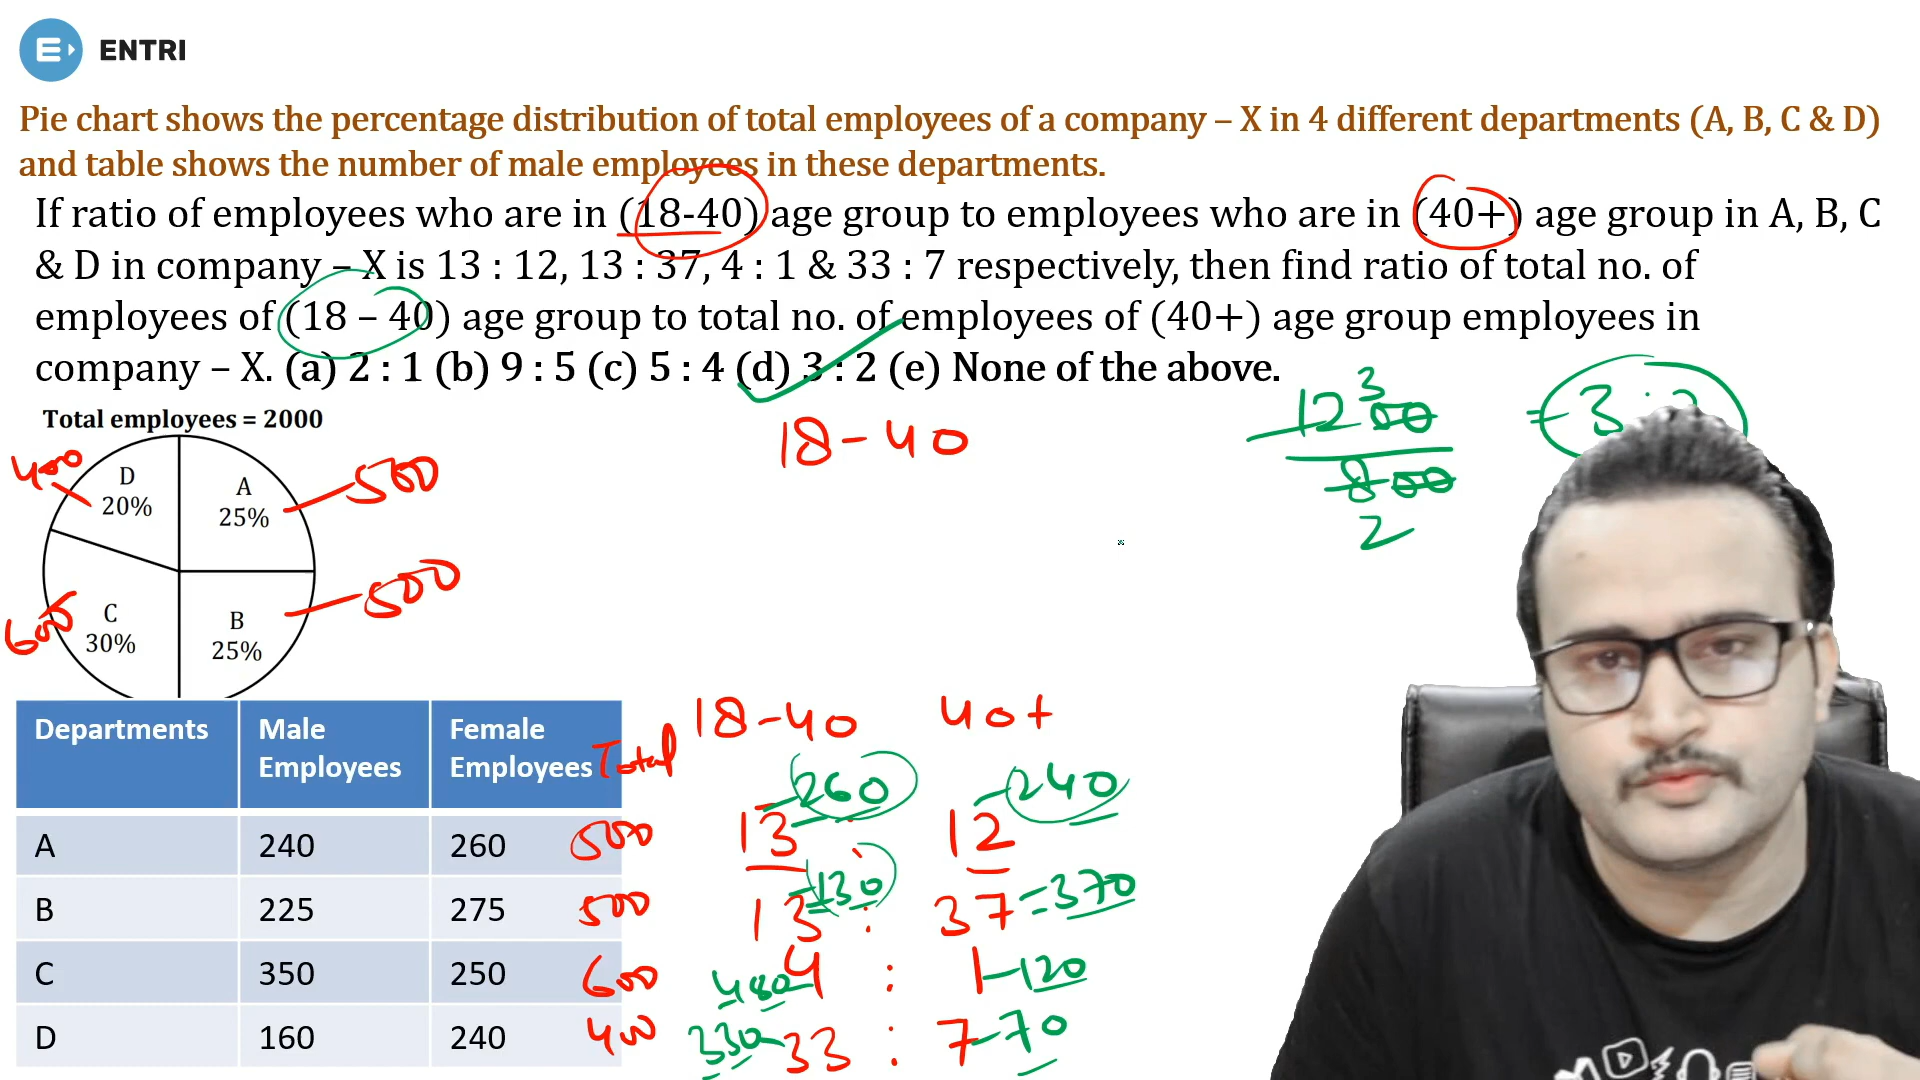 ENTRI
Pie chart shows the percentage distribution of total employees of a company – X in 4 different departments (A, B, C & D)
and table shows the number of male employees in these departments.
If ratio of employees who are in (18-40) age group to employees who are in (40+) age group in A, B, C
& D in company – X is 13 : 12, 13 : 37, 4 : 1 & 33 : 7 respectively, then find ratio of total no. of
employees of (18 – 40) age group to total no. of employees of (40+) age group employees in
company – X. (a) 2 : 1 (b) 9 : 5 (c) 5 : 4 (d) 3 : 2 (e) None of the above.
Total employees = 2000
18-40
1200 3
800
2
= 3 :
400
D
20%
A
25%
500
600
C
30%
B
25%
500
Departments Male Employees Female Employees Total 18-40 40+
-260 -240
A 240 260 500 13 : 12
=130
B 225 275 500 13 : 37 =370
C 350 250 600 480 4 : 1 -120
D 160 240 400 330 33 : 7 -70